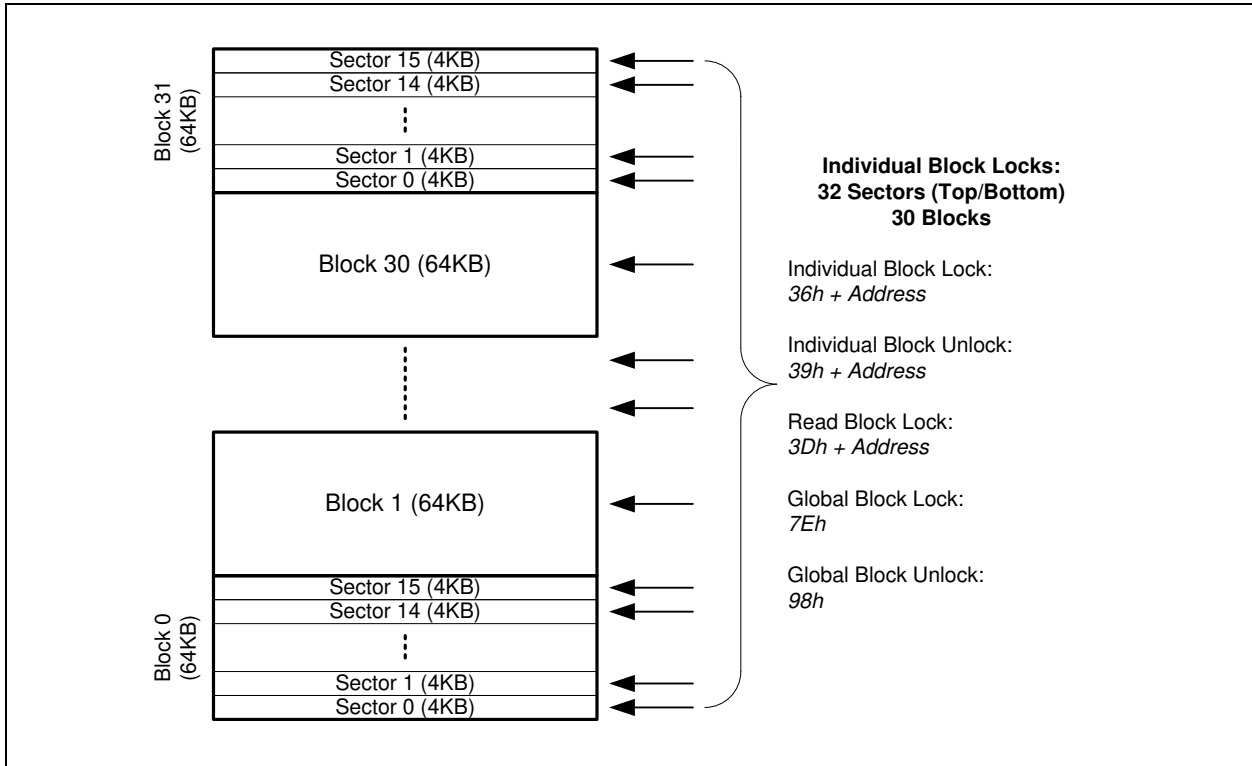 Block 31
(64KB)
Sector 15 (4KB)
Sector 14 (4KB)
Sector 1 (4KB)
Sector 0 (4KB)
Block 30 (64KB)
Block 1 (64KB)
Block 0
(64KB)
Sector 15 (4KB)
Sector 14 (4KB)
Sector 1 (4KB)
Sector 0 (4KB)
Individual Block Locks:
32 Sectors (Top/Bottom)
30 Blocks
Individual Block Lock:
36h + Address
Individual Block Unlock:
39h + Address
Read Block Lock:
3Dh + Address
Global Block Lock:
7Eh
Global Block Unlock:
98h